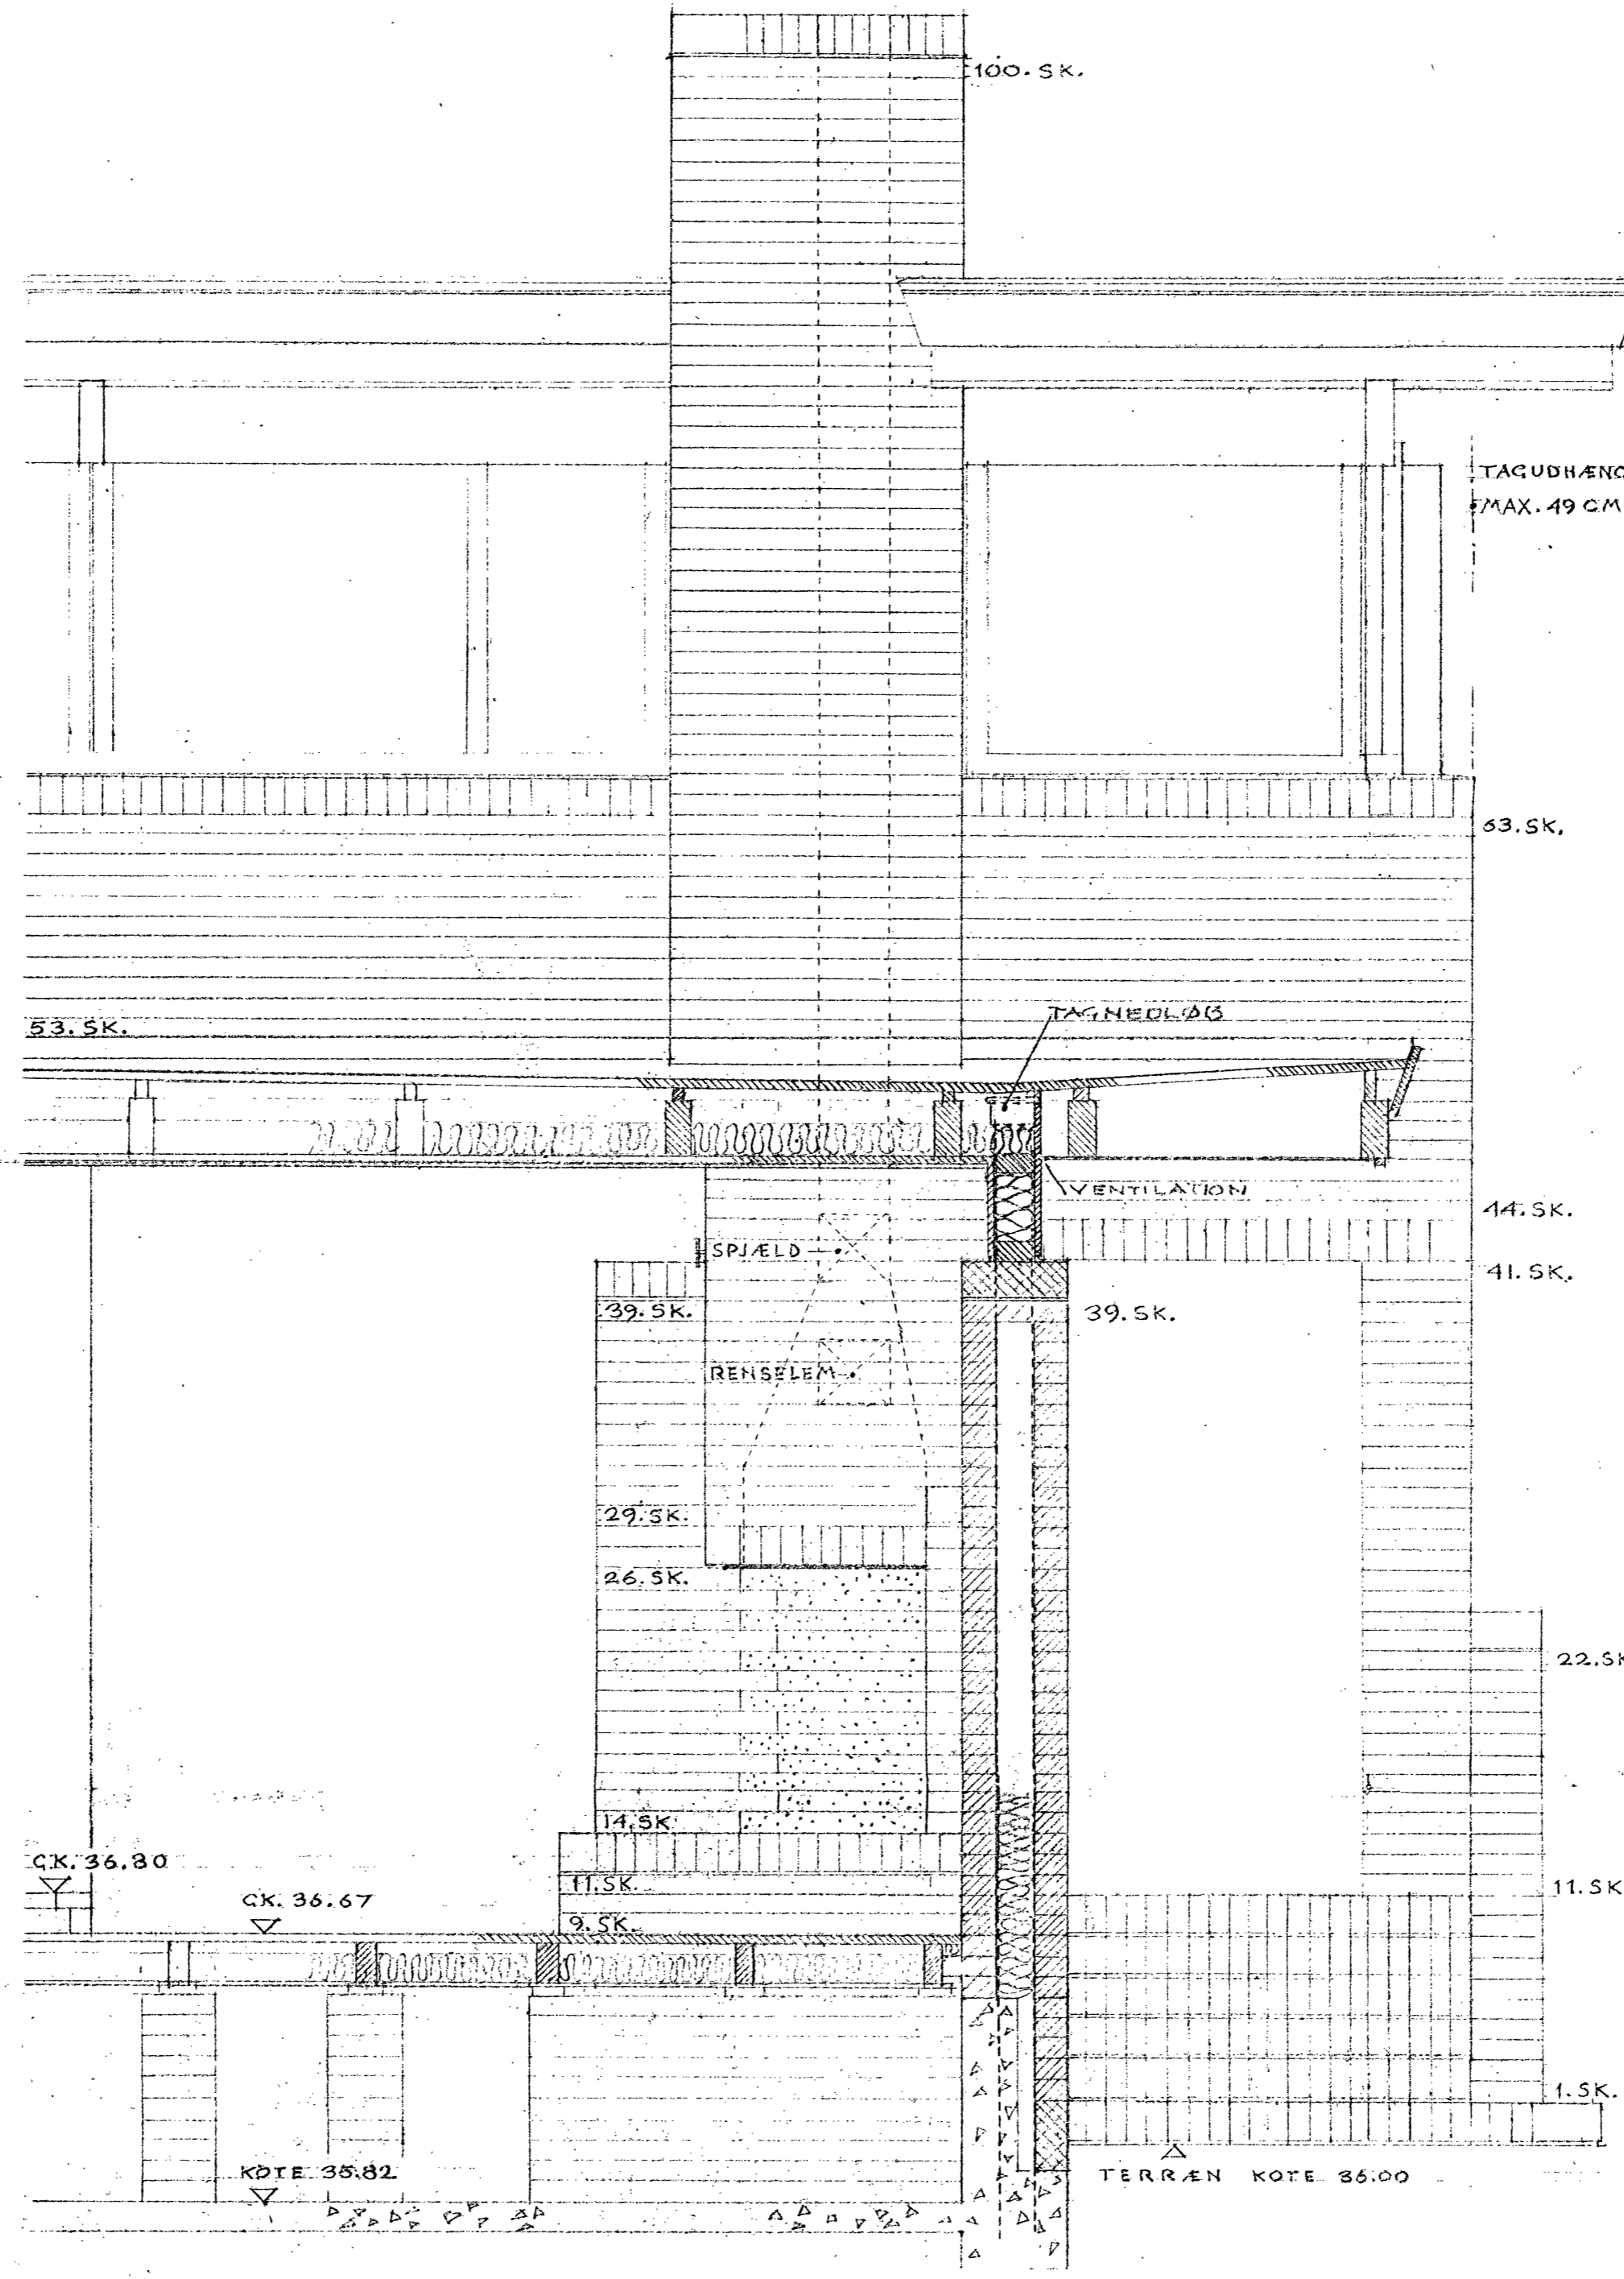 100. SK.
TAGUDHÆNG
MAX. 49 CM
63. SK.
53. SK.
TAGNEDLØB
VENTILATION
44. SK.
SPJÆLD
41. SK.
39. SK.
39. SK.
RENSELEM
29. SK.
26. SK.
22. SK
14. SK
GK. 36.80
11. SK.
11. SK
GK. 36.67
9. SK.
1. SK.
KOTE 35.82
TERRÆN KOTE 36.00